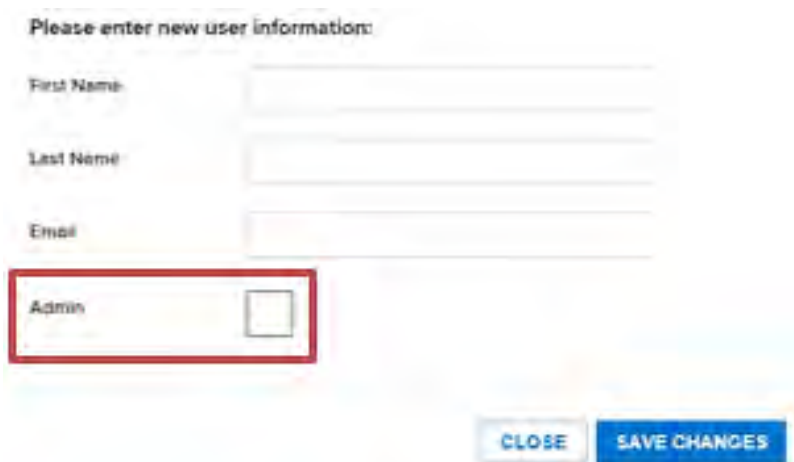 Please enter new user information:
First Name
Last Name
Email
Admin
CLOSE SAVE CHANGES